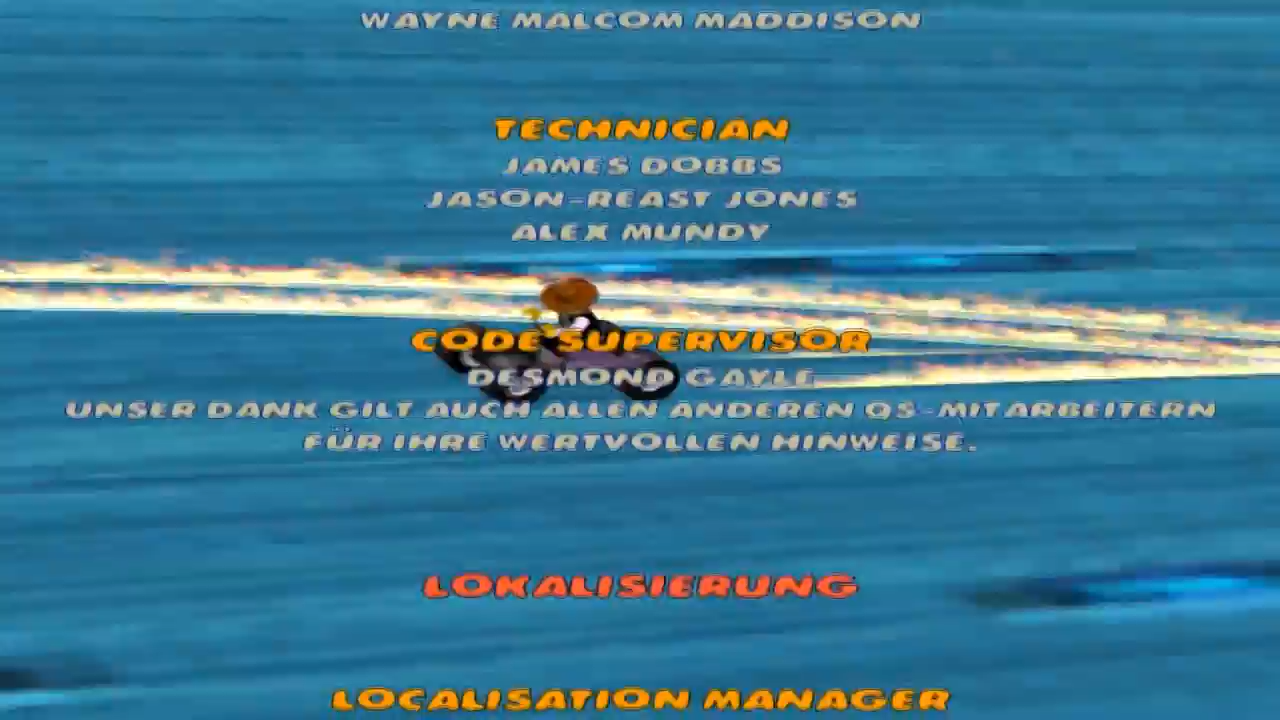 WAYNE MALCOM MADDISON
TECHNICIAN
JAMES DOBBS
JASON-REAST JONES
ALEX MUNDY
CODE SUPERVISOR
DESMOND GAYLE
UNSER DANK GILT AUCH ALLEN ANDEREN QS-MITARBEITERN
FÜR IHRE WERTVOLLEN HINWEISE.
LOKALISIERUNG
LOCALISATION MANAGER